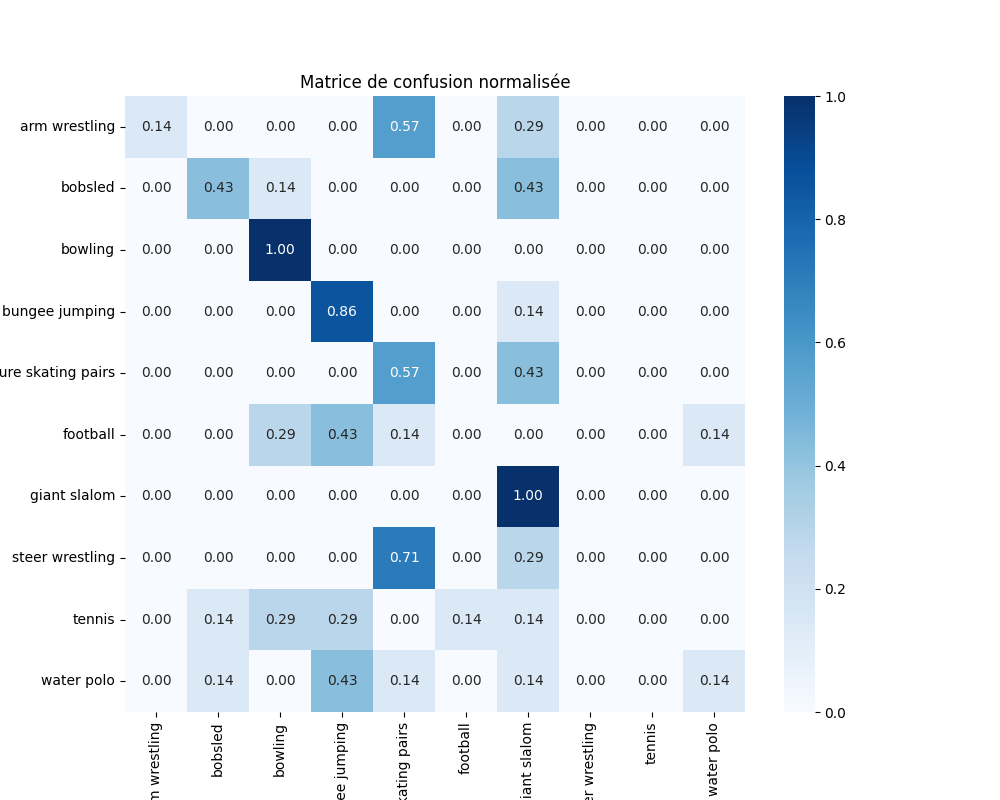 Matrice de confusion normalisée
arm wrestling 0.14 0.00 0.00 0.00 0.57 0.00 0.29 0.00 0.00 0.00
bobsled 0.00 0.43 0.14 0.00 0.00 0.00 0.43 0.00 0.00 0.00
bowling 0.00 0.00 1.00 0.00 0.00 0.00 0.00 0.00 0.00 0.00
bungee jumping 0.00 0.00 0.00 0.86 0.00 0.00 0.14 0.00 0.00 0.00
ure skating pairs 0.00 0.00 0.00 0.00 0.57 0.00 0.43 0.00 0.00 0.00
football 0.00 0.00 0.29 0.43 0.14 0.00 0.00 0.00 0.00 0.14
giant slalom 0.00 0.00 0.00 0.00 0.00 0.00 1.00 0.00 0.00 0.00
steer wrestling 0.00 0.00 0.00 0.00 0.71 0.00 0.29 0.00 0.00 0.00
tennis 0.00 0.14 0.29 0.29 0.00 0.14 0.14 0.00 0.00 0.00
water polo 0.00 0.14 0.00 0.43 0.14 0.00 0.14 0.00 0.00 0.14
m wrestling
bobsled
bowling
ee jumping
kating pairs
football
iant slalom
er wrestling
tennis
water polo
1.0
0.8
0.6
0.4
0.2
0.0